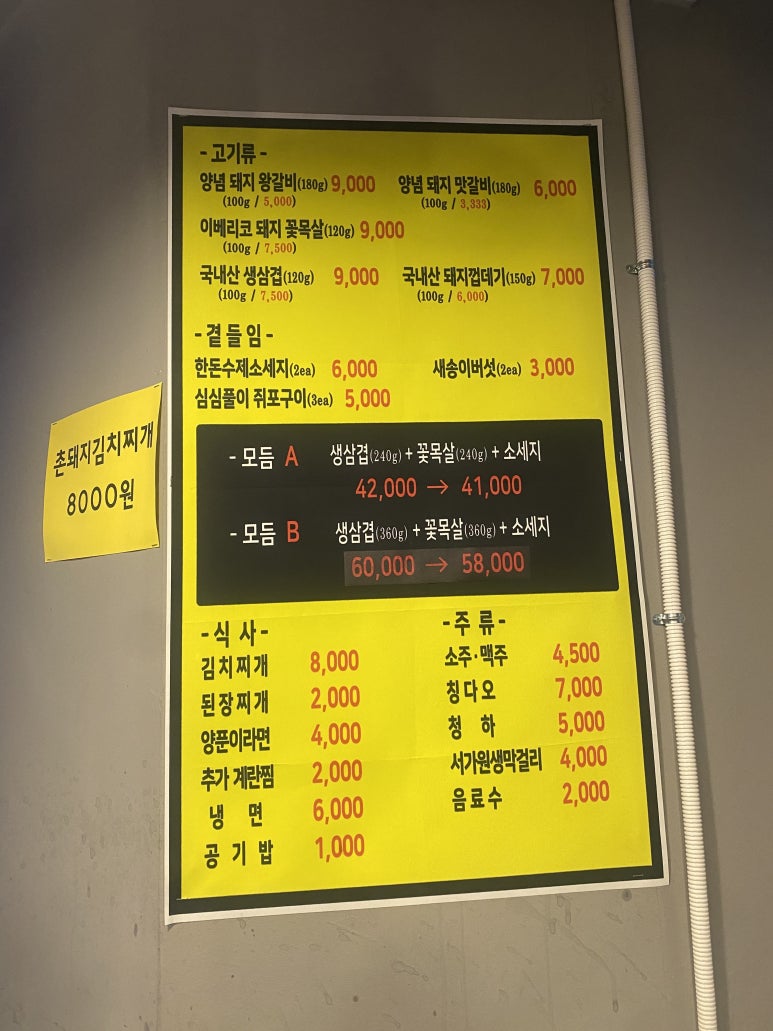 - 고기류 -
양념 돼지 왕갈비(180g) 9,000 양념 돼지 맛갈비(180g) 6,000
(100g / 5,000) (100g / 3,333)
이베리코 돼지 꽃목살(120g) 9,000
(100g / 7,500)
국내산 생삼겹(120g) 9,000 국내산 돼지껍데기(150g) 7,000
(100g / 7,500) (100g / 6,000)
- 곁들임 -
한돈수제소세지(2ea) 6,000 새송이버섯(2ea) 3,000
심심풀이 쥐포구이(3ea) 5,000
- 모듬 A 생삼겹(240g) + 꽃목살(240g) + 소세지
42,000 → 41,000
- 모듬 B 생삼겹(360g) + 꽃목살(360g) + 소세지
60,000 → 58,000
- 식 사 -
김치찌개 8,000
된장찌개 2,000
양푼이라면 4,000
추가 계란찜 2,000
냉 면 6,000
공 기 밥 1,000
- 주 류 -
소주·맥주 4,500
칭다오 7,000
청 하 5,000
서가원생막걸리 4,000
음료수 2,000
촌돼지김치찌개
8000원